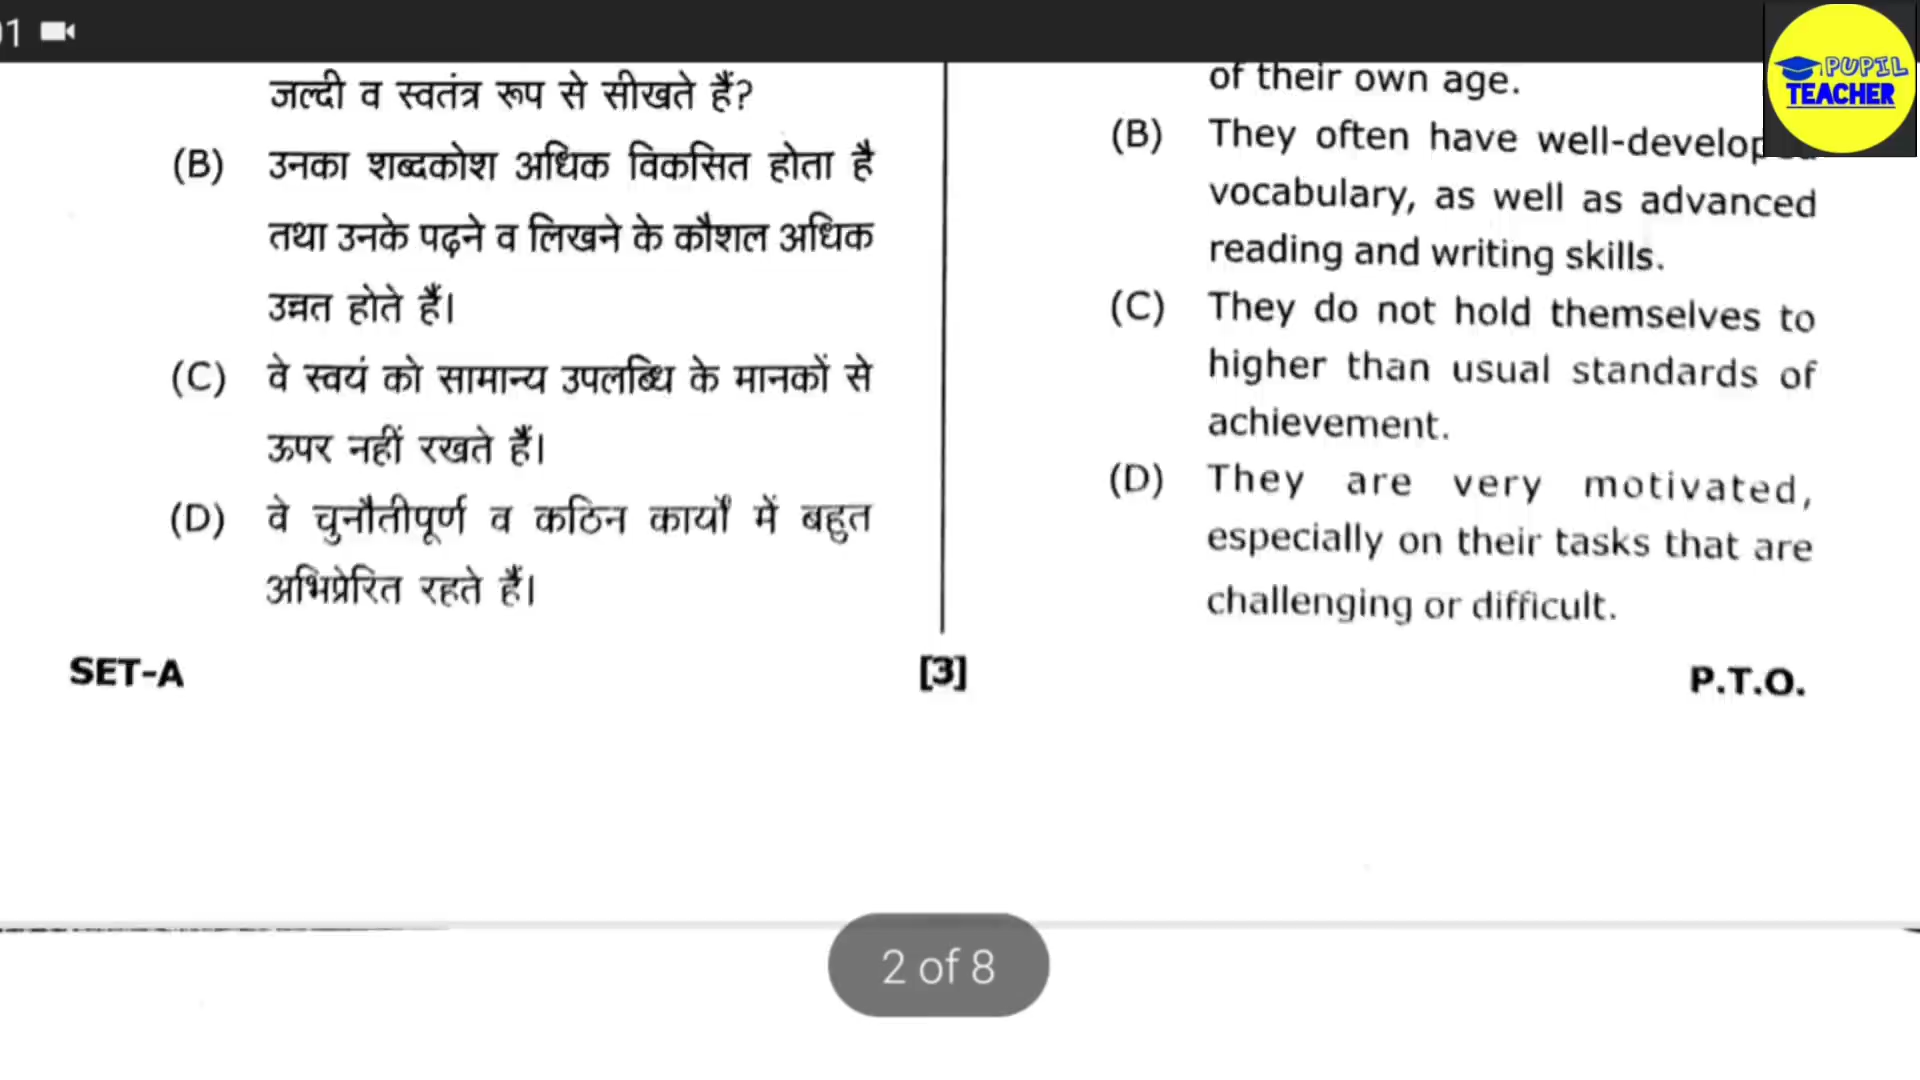 01
PUPIL
TEACHER
जल्दी व स्वतंत्र रूप से सीखते हैं?
(B) उनका शब्दकोश अधिक विकसित होता है
तथा उनके पढ़ने व लिखने के कौशल अधिक
उन्नत होते हैं।
(C) वे स्वयं को सामान्य उपलब्धि के मानकों से
ऊपर नहीं रखते हैं।
(D) वे चुनौतीपूर्ण व कठिन कार्यों में बहुत
अभिप्रेरित रहते हैं।
of their own age.
(B) They often have well-developed
vocabulary, as well as advanced
reading and writing skills.
(C) They do not hold themselves to
higher than usual standards of
achievement.
(D) They are very motivated,
especially on their tasks that are
challenging or difficult.
SET-A [3] P.T.O.
2 of 8